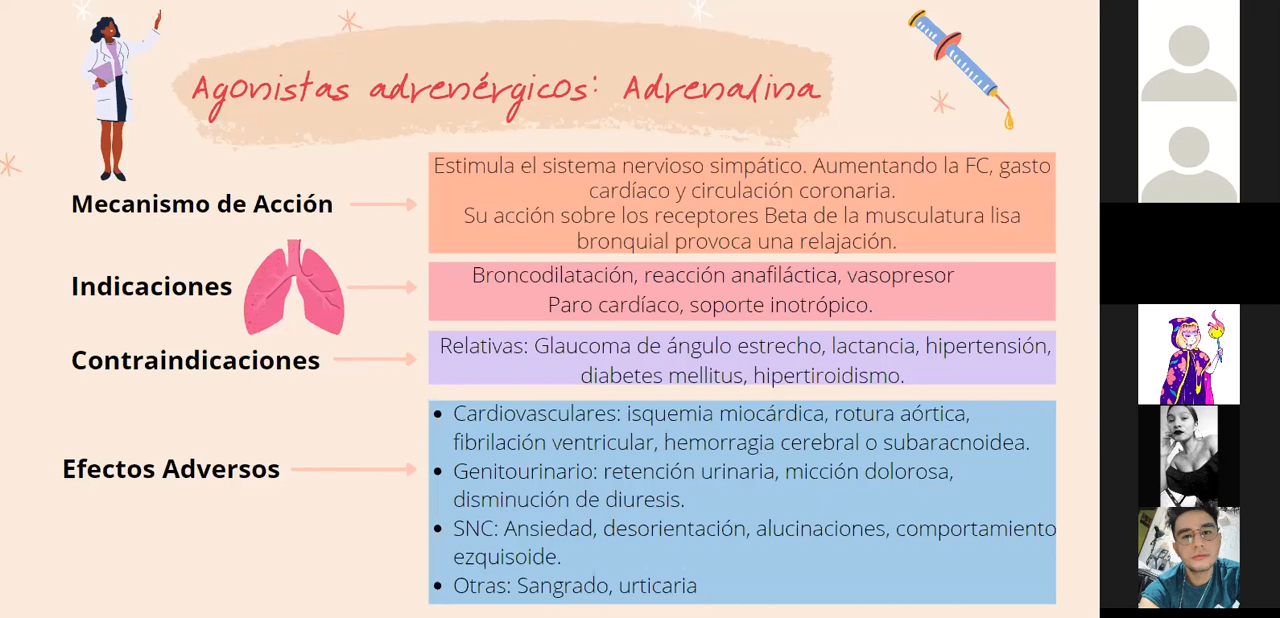 Agonistas adrenérgicos: Adrenalina
Mecanismo de Acción
Estimula el sistema nervioso simpático. Aumentando la FC, gasto
cardíaco y circulación coronaria.
Su acción sobre los receptores Beta de la musculatura lisa
bronquial provoca una relajación.
Indicaciones
Broncodilatación, reacción anafiláctica, vasopresor
Paro cardíaco, soporte inotrópico.
Contraindicaciones
Relativas: Glaucoma de ángulo estrecho, lactancia, hipertensión,
diabetes mellitus, hipertiroidismo.
Efectos Adversos
• Cardiovasculares: isquemia miocárdica, rotura aórtica,
fibrilación ventricular, hemorragia cerebral o subaracnoidea.
• Genitourinario: retención urinaria, micción dolorosa,
disminución de diuresis.
• SNC: Ansiedad, desorientación, alucinaciones, comportamiento
ezquisoide.
• Otras: Sangrado, urticaria